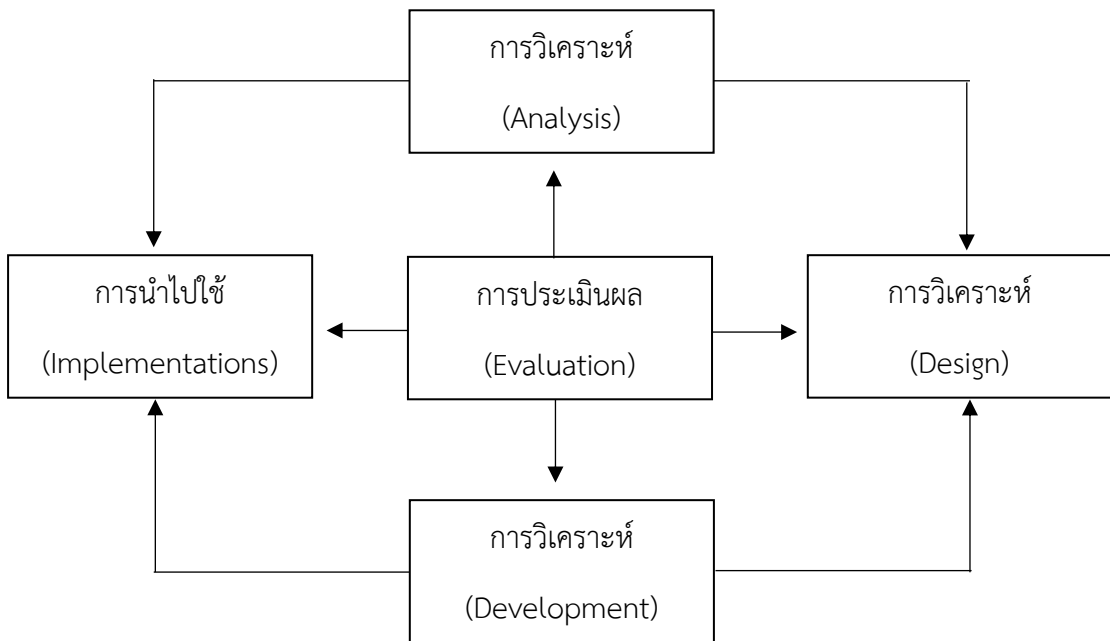 การวิเคราะห์
(Analysis)
การนำไปใช้
(Implementations)
การประเมินผล
(Evaluation)
การวิเคราะห์
(Design)
การวิเคราะห์
(Development)